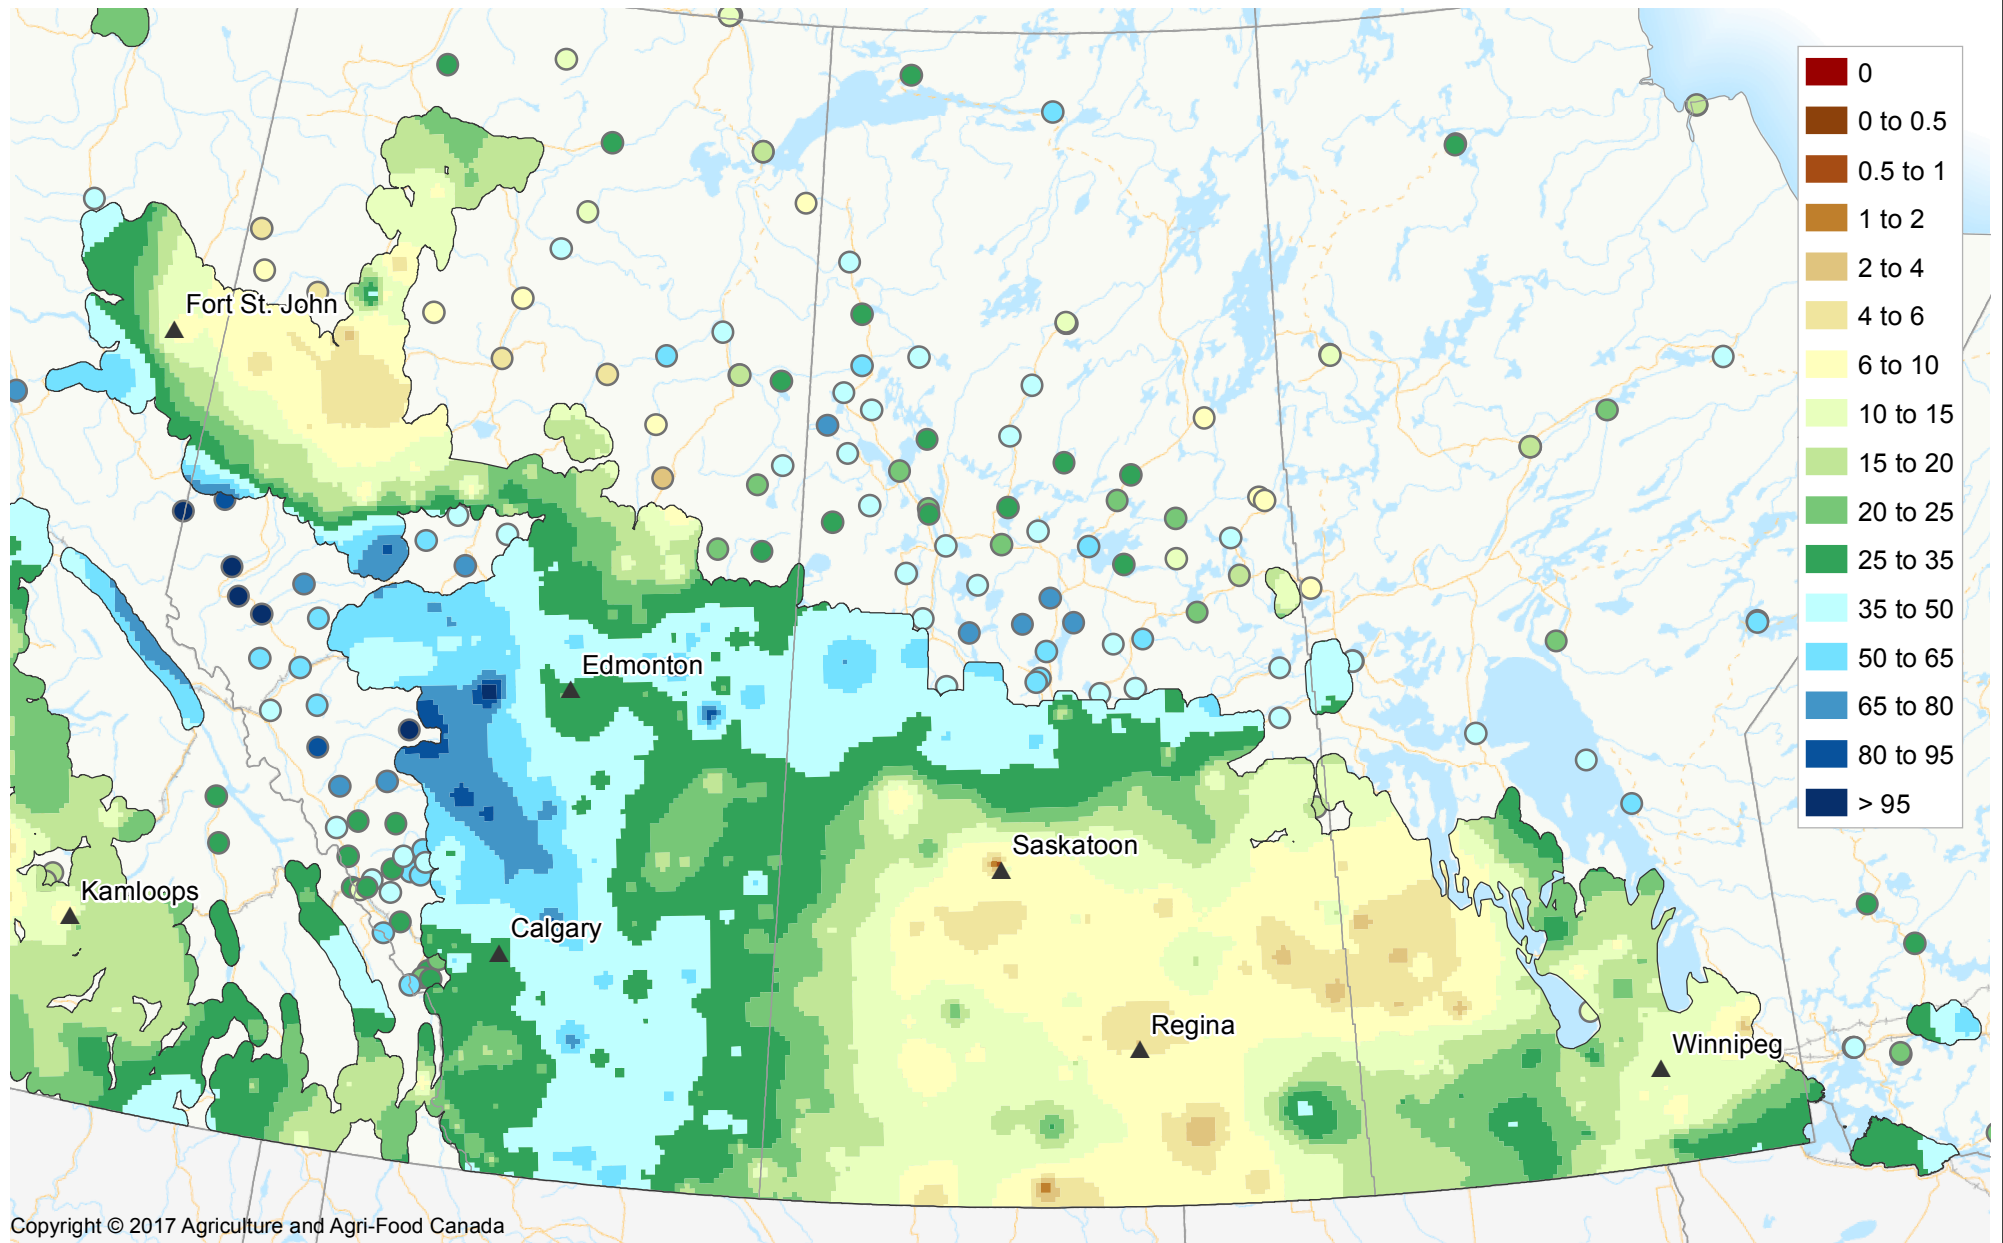 0
0 to 0.5
0.5 to 1
1 to 2
2 to 4
4 to 6
6 to 10
10 to 15
15 to 20
20 to 25
25 to 35
35 to 50
50 to 65
65 to 80
80 to 95
> 95
Fort St. John
Edmonton
Saskatoon
Kamloops
Calgary
Regina
Winnipeg
Copyright © 2017 Agriculture and Agri-Food Canada